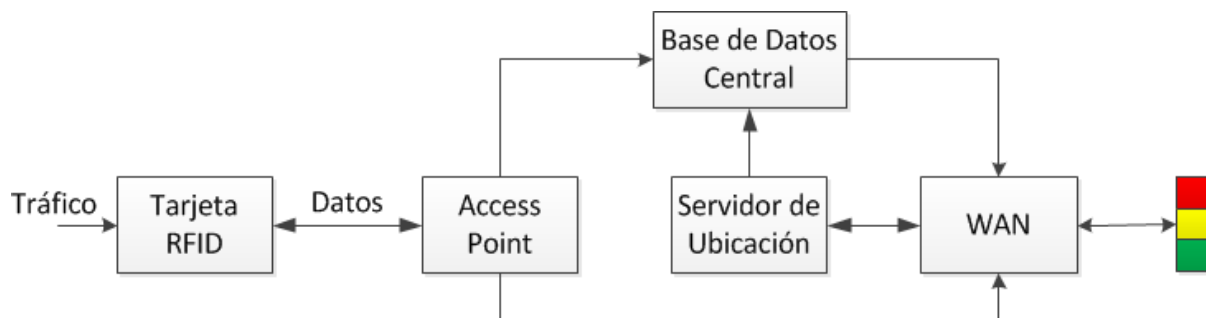 Base de Datos
Central
Tráfico
Tarjeta
RFID
Datos
Access
Point
Servidor de
Ubicación
WAN